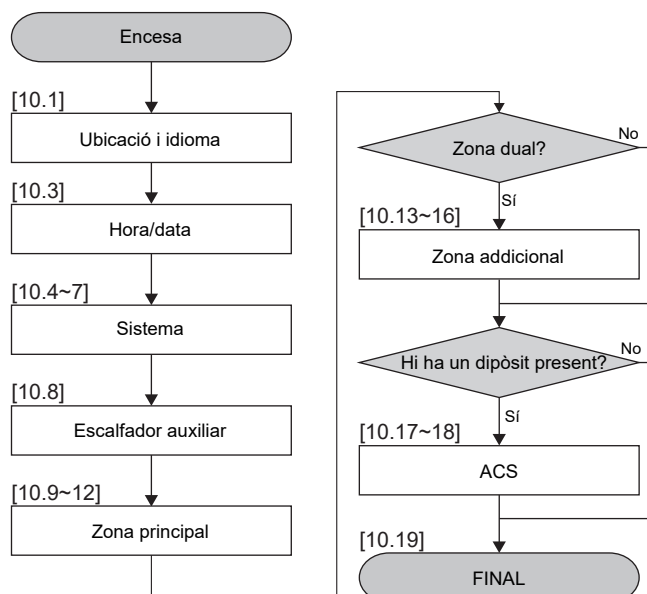 Encesa
[10.1]
Ubicació i idioma
[10.3]
Hora/data
[10.4~7]
Sistema
[10.8]
Escalfador auxiliar
[10.9~12]
Zona principal
Zona dual?
No
Sí
[10.13~16]
Zona addicional
Hi ha un dipòsit present?
No
Sí
[10.17~18]
ACS
[10.19]
FINAL